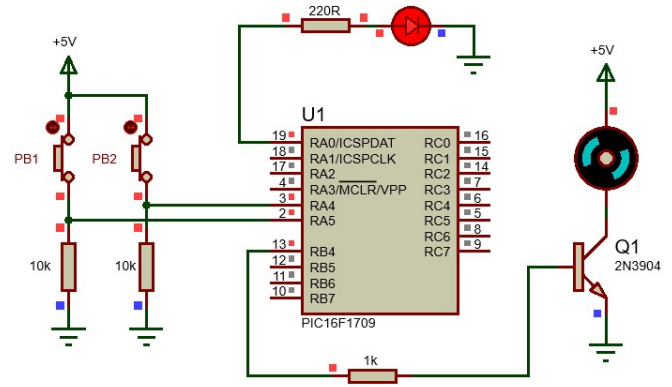 220R
+5V
+5V
U1
19 RA0/ICSPDAT RC0 16
18 RA1/ICSPCLK RC1 15
17 RA2 RC2 14
4 RA3/MCLR/VPP RC3 7
3 RA4 RC4 6
2 RA5 RC5 5
RC6 8
13 RB4 RC7 9
12 RB5
11 RB6
10 RB7
PIC16F1709
PB1
PB2
10k
10k
Q1
2N3904
1k